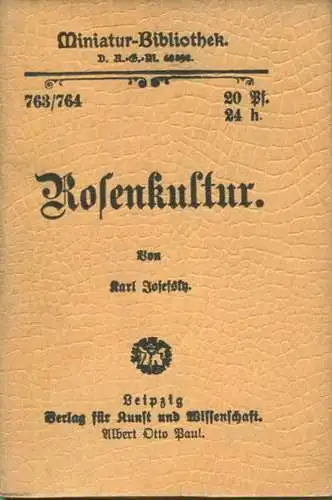 Miniatur-Bibliothek.
D. R.-G.-M.
763/764
20 Pf.
24 h.
Rosenkultur.
Von
Karl Josefsky.
Leipzig
Verlag für Kunst und Wissenschaft.
Albert Otto Paul.